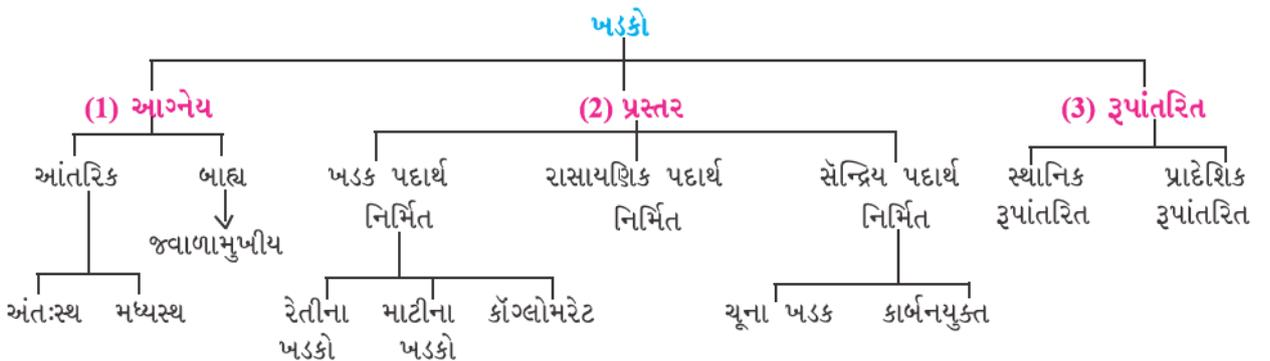 ખડકો
(1) આગ્નેય (2) પ્રસ્તર (3) રૂપાંતરિત
આંતરિક બાહ્ય ખડક પદાર્થ રાસાયણિક પદાર્થ સૅન્દ્રિય પદાર્થ સ્થાનિક પ્રાદેશિક
નિર્મિત નિર્મિત નિર્મિત રૂપાંતરિત રૂપાંતરિત
જ્વાળામુખીય
અંતઃસ્થ મધ્યસ્થ રેતીના માટીના કૉંગ્લોમરેટ ચૂના ખડક કાર્બનયુક્ત
ખડકો ખડકો